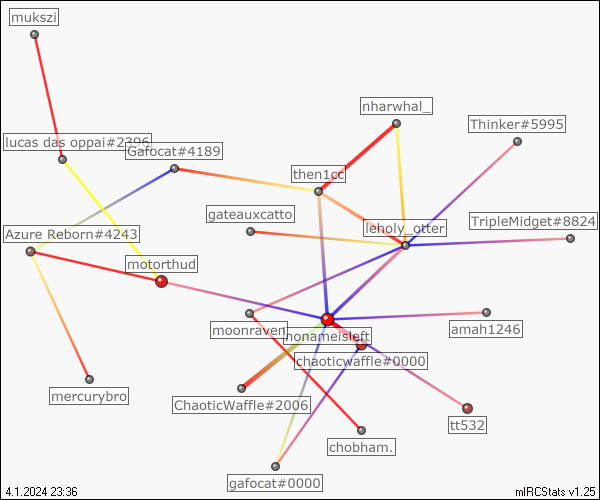 mukszi
nharwhal_
Thinker#5995
lucas das oppai#2396
Gafocat#4189
then1cc
gateauxcatto
leholy_otter
TripleMidget#8824
Azure Reborn#4243
motorthud
moonraven
nonameisleft
amah1246
chaoticwaffle#0000
mercurybro
ChaoticWaffle#2006
tt532
chobham.
gafocat#0000
4.1.2024 23:36
mIRCStats v1.25